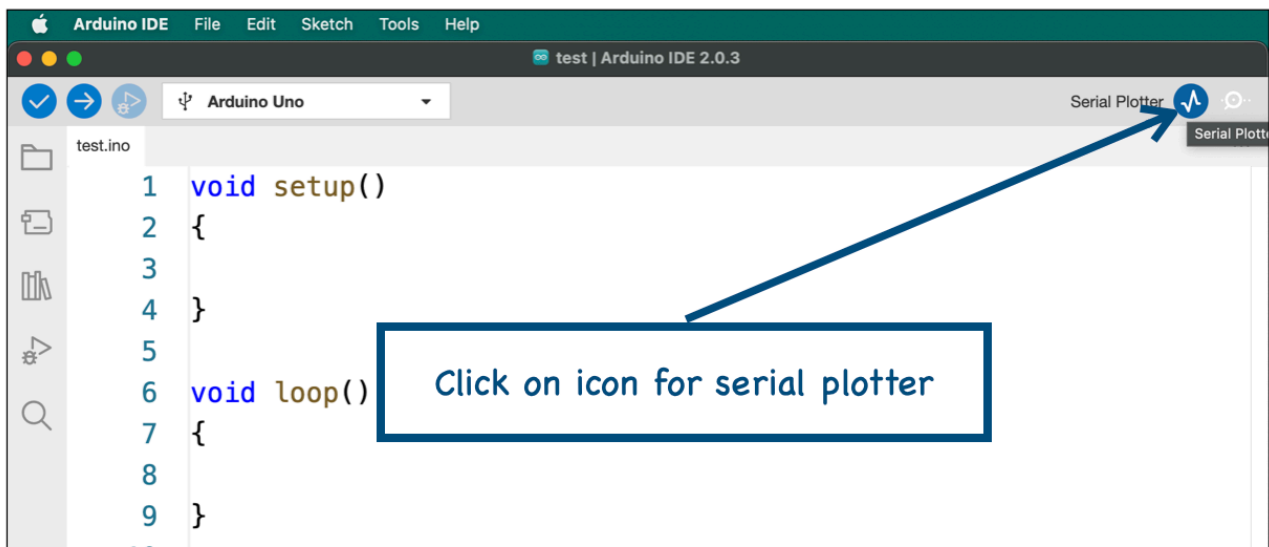 Arduino IDE File Edit Sketch Tools Help
test | Arduino IDE 2.0.3
Arduino Uno
Serial Plotter
Serial Plotte
test.ino
1 void setup()
2 {
3
4 }
5
6 void loop()
7 {
8
9 }
Click on icon for serial plotter